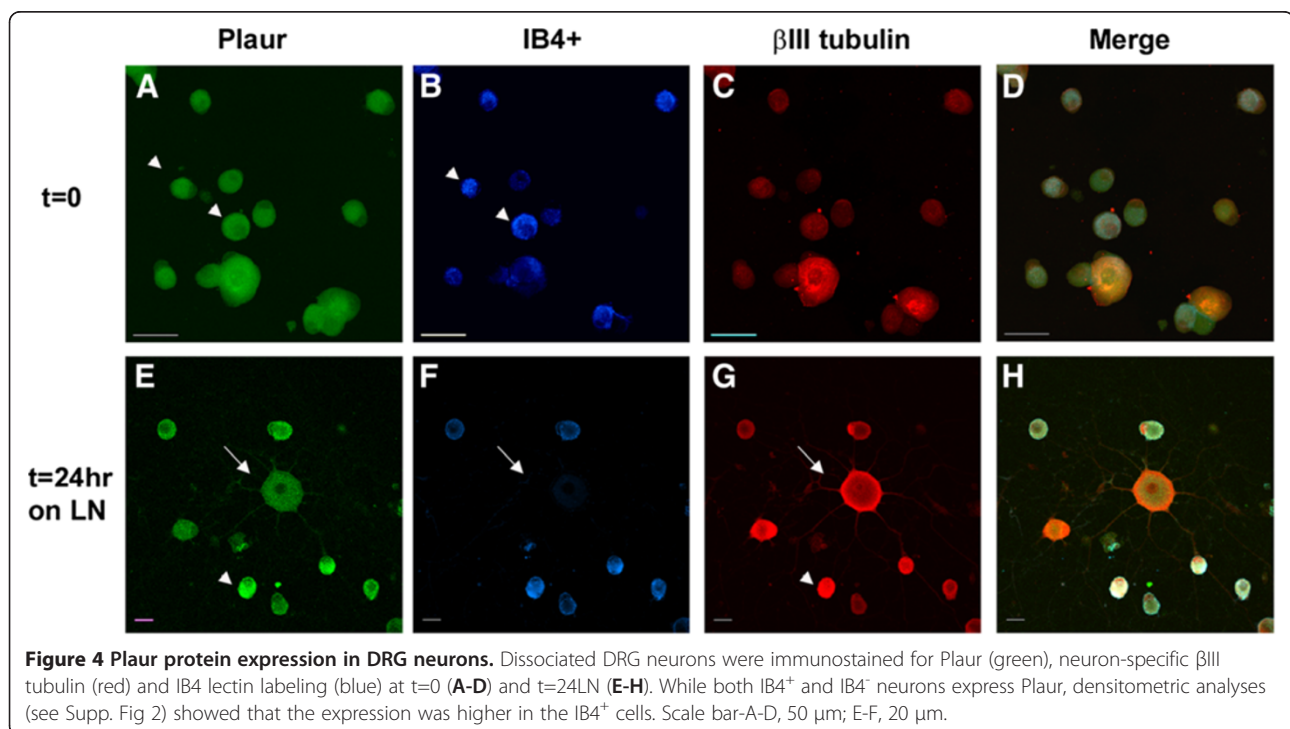 Plaur IB4+ βIII tubulin Merge
A B C D
t=0
E F G H
t=24hr
on LN
Figure 4 Plaur protein expression in DRG neurons. Dissociated DRG neurons were immunostained for Plaur (green), neuron-specific βIII
tubulin (red) and IB4 lectin labeling (blue) at t=0 (A-D) and t=24LN (E-H). While both IB4⁺ and IB4⁻ neurons express Plaur, densitometric analyses
(see Supp. Fig 2) showed that the expression was higher in the IB4⁺ cells. Scale bar-A-D, 50 μm; E-F, 20 μm.